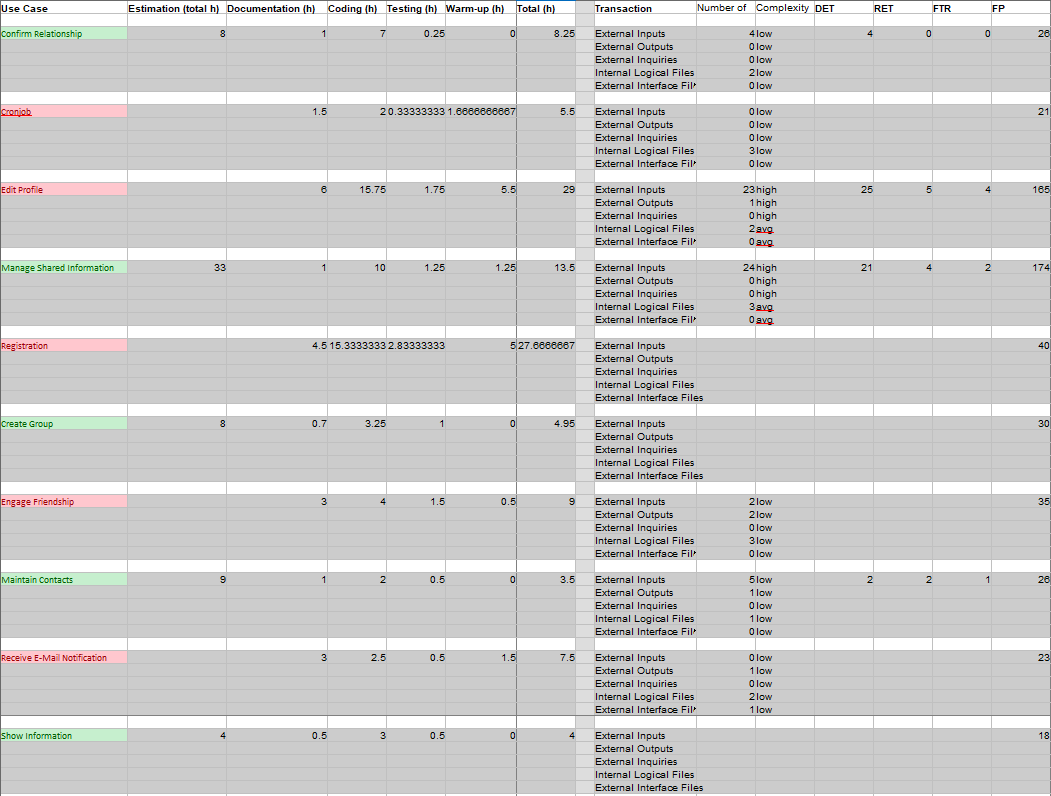 Use Case Estimation (total h) Documentation (h) Coding (h) Testing (h) Warm-up (h) Total (h) Transaction Number of Complexity DET RET FTR FP
Confirm Relationship 8 1 7 0.25 0 8.25 External Inputs 4 low 4 0 0 26
External Outputs 0 low
External Inquiries 0 low
Internal Logical Files 2 low
External Interface Fil 0 low
Cronjob 1.5 2 0.33333333 1.6666666667 5.5 External Inputs 0 low 21
External Outputs 0 low
External Inquiries 0 low
Internal Logical Files 3 low
External Interface Fil 0 low
Edit Profile 6 15.75 1.75 5.5 29 External Inputs 23 high 25 5 4 165
External Outputs 1 high
External Inquiries 0 high
Internal Logical Files 2 avg
External Interface Fil 0 avg
Manage Shared Information 33 1 10 1.25 1.25 13.5 External Inputs 24 high 21 4 2 174
External Outputs 0 high
External Inquiries 0 high
Internal Logical Files 3 avg
External Interface Fil 0 avg
Registration 4.5 15.3333333 2.83333333 5 27.6666667 External Inputs 40
External Outputs
External Inquiries
Internal Logical Files
External Interface Files
Create Group 8 0.7 3.25 1 0 4.95 External Inputs 30
External Outputs
External Inquiries
Internal Logical Files
External Interface Files
Engage Friendship 3 4 1.5 0.5 9 External Inputs 2 low 35
External Outputs 2 low
External Inquiries 0 low
Internal Logical Files 3 low
External Interface Fil 0 low
Maintain Contacts 9 1 2 0.5 0 3.5 External Inputs 5 low 2 2 1 26
External Outputs 1 low
External Inquiries 0 low
Internal Logical Files 1 low
External Interface Fil 0 low
Receive E-Mail Notification 3 2.5 0.5 1.5 7.5 External Inputs 0 low 23
External Outputs 1 low
External Inquiries 0 low
Internal Logical Files 2 low
External Interface Fil 1 low
Show Information 4 0.5 3 0.5 0 4 External Inputs 18
External Outputs
External Inquiries
Internal Logical Files
External Interface Files